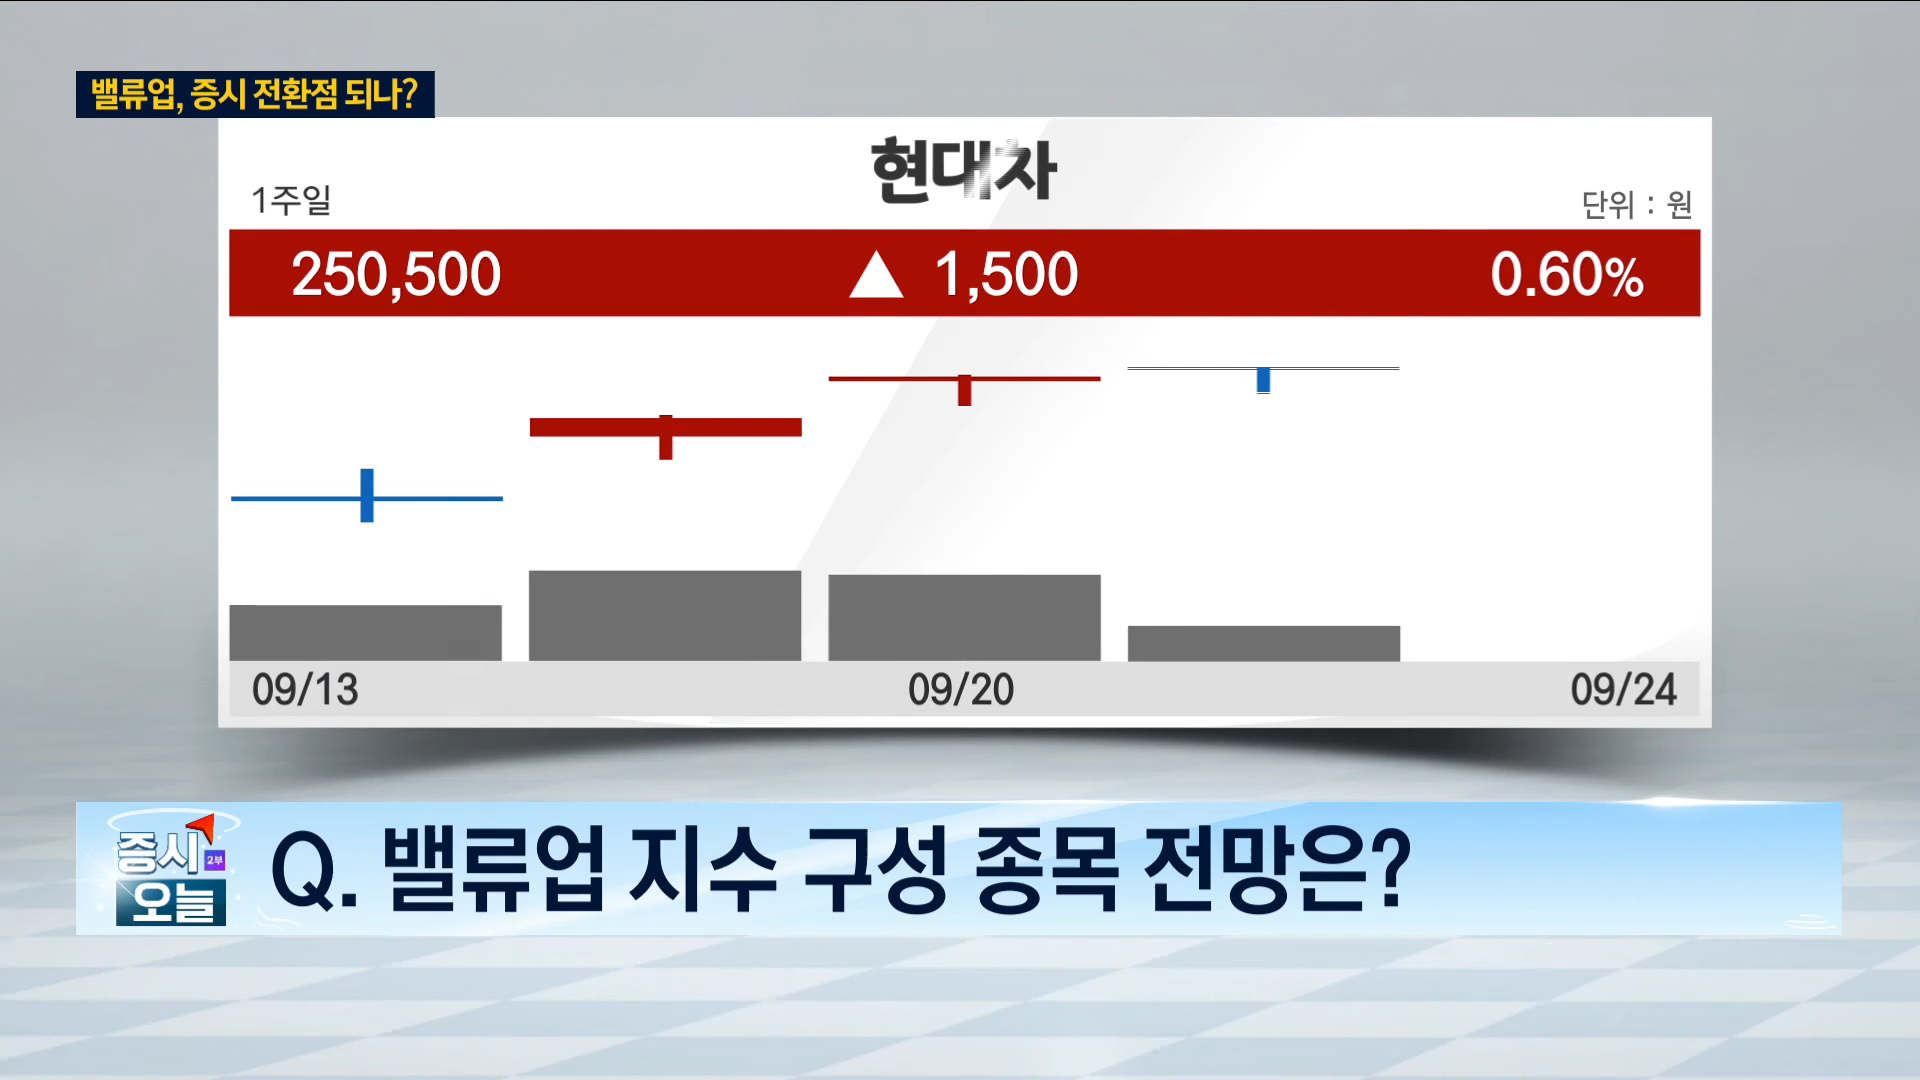 밸류업, 증시 전환점 되나?
현대차
1주일
단위 : 원
250,500 ▲ 1,500 0.60%
09/13 09/20 09/24
증시 2부
오늘
Q. 밸류업 지수 구성 종목 전망은?